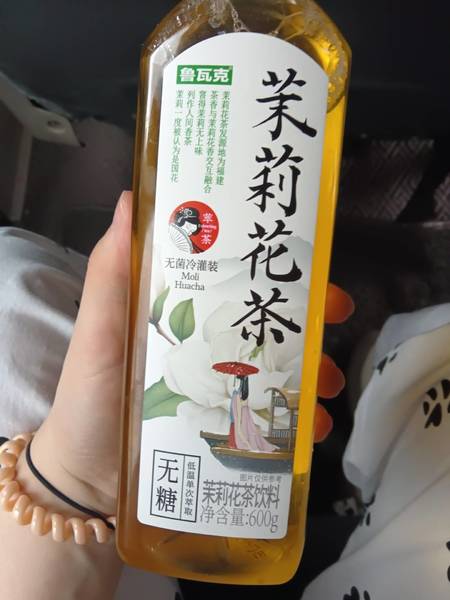 鲁瓦克
茉莉花茶
茉莉花茶发源地为福建
茶香与茉莉花香交互融合
窨得茉莉无上味
列作人间香茶
茉莉一度被认为是国花
萃茶
无菌冷灌装
Moli
Huacha
无糖
低温单次萃取
图片仅供参考
茉莉花茶饮料
净含量:600g